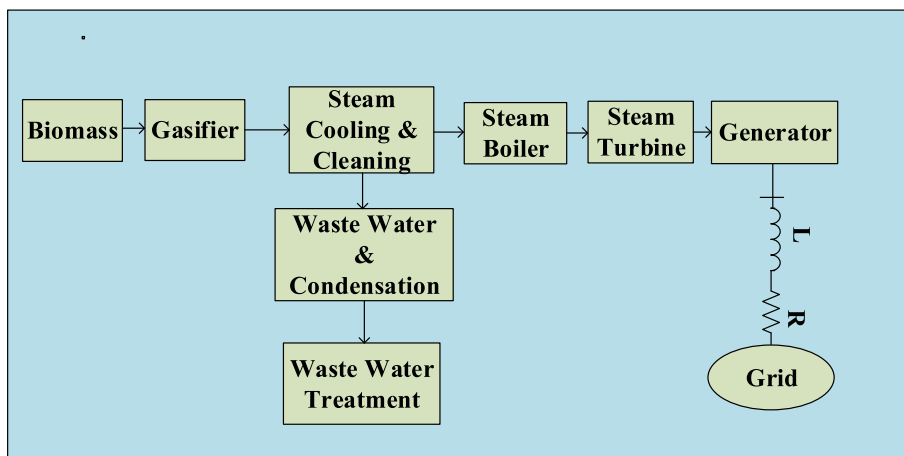 Biomass
Gasifier
Steam
Cooling &
Cleaning
Steam
Boiler
Steam
Turbine
Generator
Waste Water
&
Condensation
Waste Water
Treatment
L
R
Grid